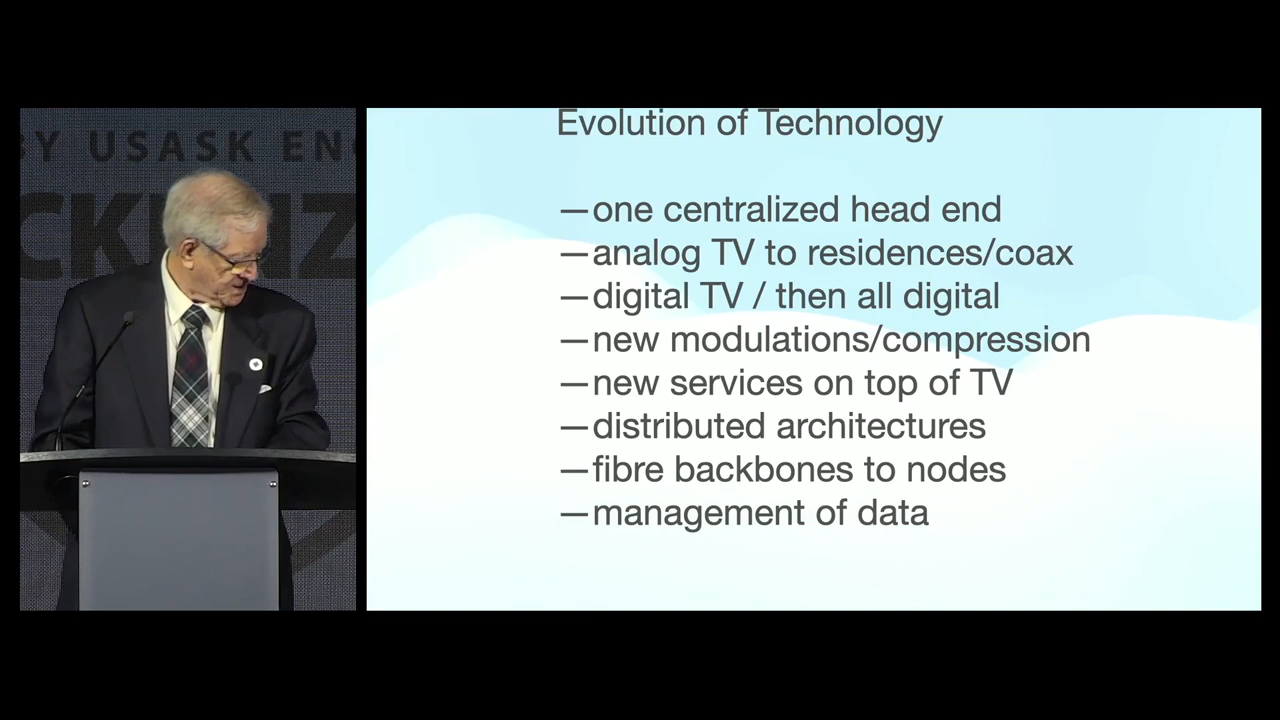 BY USASK EN
Evolution of Technology
—one centralized head end
—analog TV to residences/coax
—digital TV / then all digital
—new modulations/compression
—new services on top of TV
—distributed architectures
—fibre backbones to nodes
—management of data